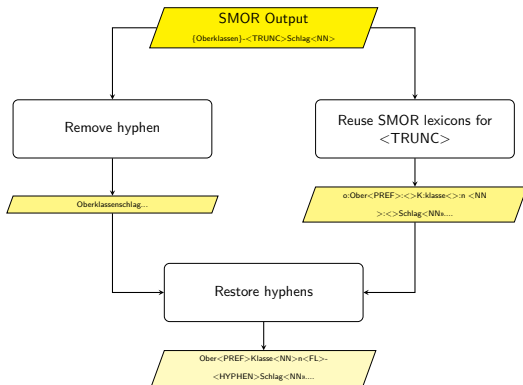 SMOR Output
{Oberklassen}-<TRUNC>Schlag<NN>
Remove hyphen
Reuse SMOR lexicons for
<TRUNC>
Oberklassenschlag...
o:Ober<PREF>:<>K:klasse<>:n <NN
>:<>Schlag<NN»....
Restore hyphens
Ober<PREF>Klasse<NN>n<FL>-
<HYPHEN>Schlag<NN»....